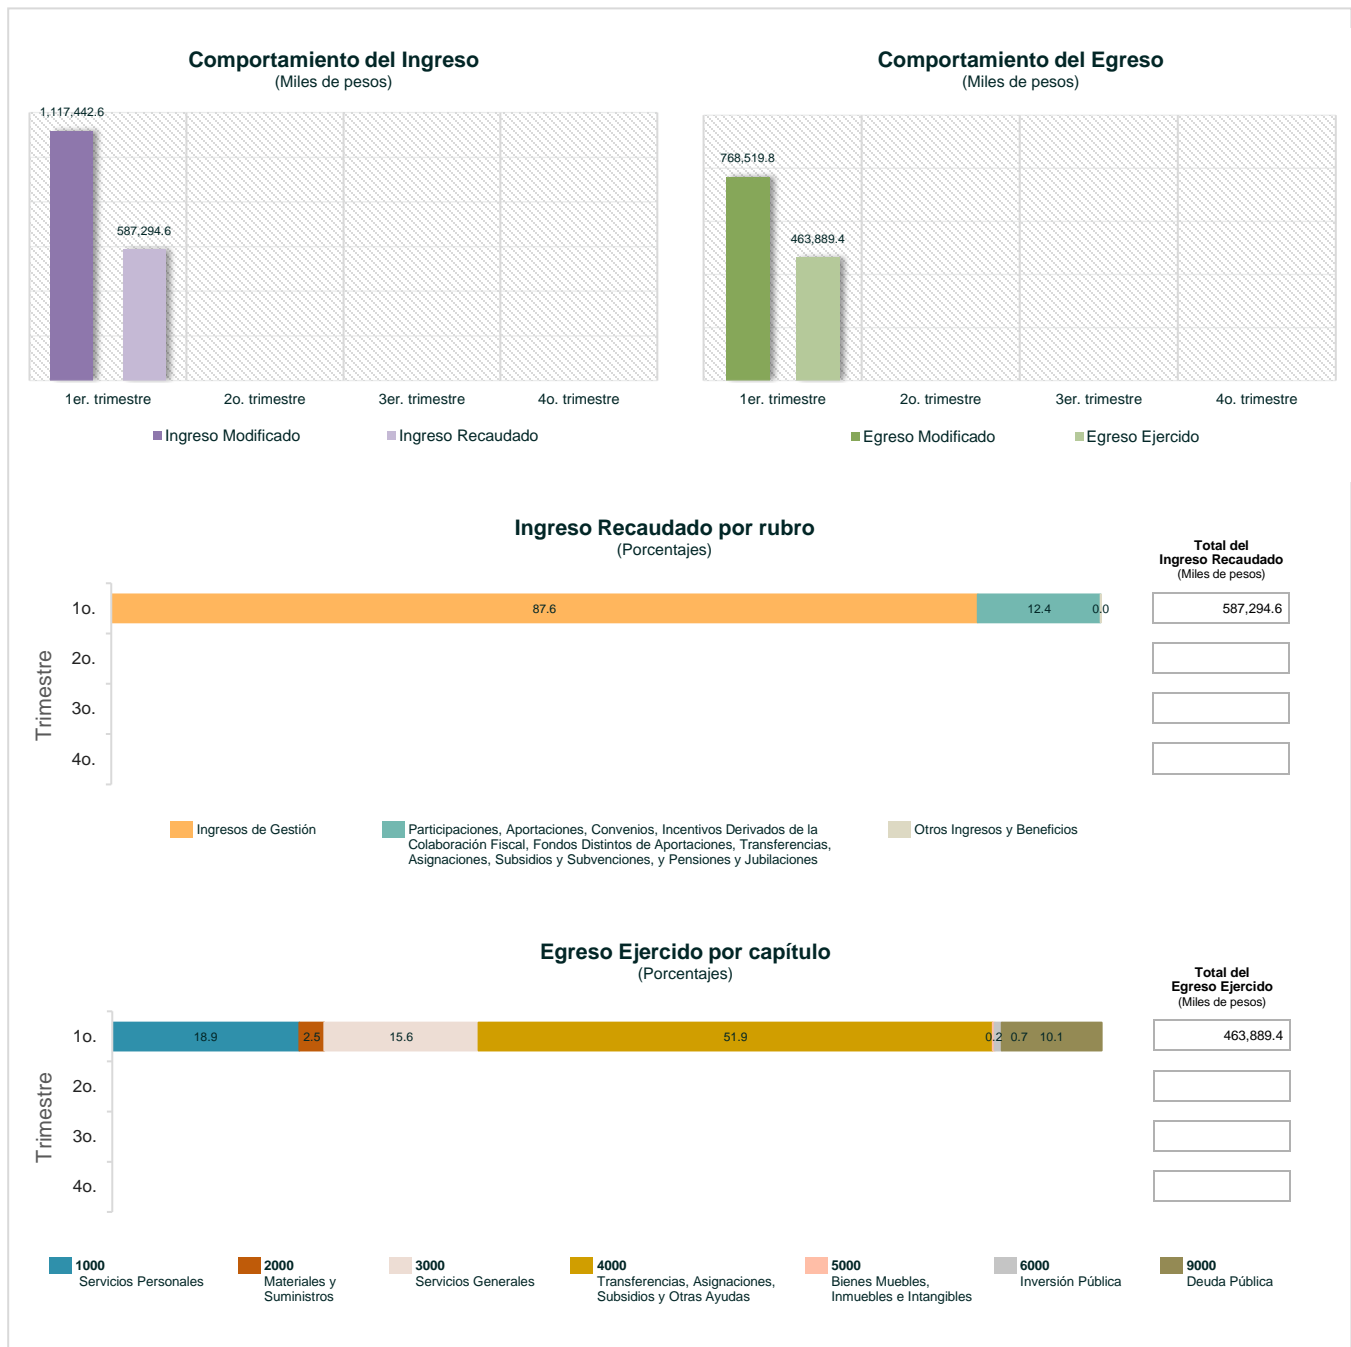 Comportamiento del Ingreso
(Miles de pesos)
1,117,442.6
587,294.6
1er. trimestre
2o. trimestre
3er. trimestre
4o. trimestre
Ingreso Modificado
Ingreso Recaudado
Comportamiento del Egreso
(Miles de pesos)
768,519.8
463,889.4
1er. trimestre
2o. trimestre
3er. trimestre
4o. trimestre
Egreso Modificado
Egreso Ejercido
Ingreso Recaudado por rubro
(Porcentajes)
Total del
Ingreso Recaudado
(Miles de pesos)
Trimestre
1o.
87.6
12.4
0.0
587,294.6
2o.
3o.
4o.
Ingresos de Gestión
Participaciones, Aportaciones, Convenios, Incentivos Derivados de la
Colaboración Fiscal, Fondos Distintos de Aportaciones, Transferencias,
Asignaciones, Subsidios y Subvenciones, y Pensiones y Jubilaciones
Otros Ingresos y Beneficios
Egreso Ejercido por capítulo
(Porcentajes)
Total del
Egreso Ejercido
(Miles de pesos)
Trimestre
1o.
18.9
2.5
15.6
51.9
0.2
0.7
10.1
463,889.4
2o.
3o.
4o.
1000
Servicios Personales
2000
Materiales y
Suministros
3000
Servicios Generales
4000
Transferencias, Asignaciones,
Subsidios y Otras Ayudas
5000
Bienes Muebles,
Inmuebles e Intangibles
6000
Inversión Pública
9000
Deuda Pública